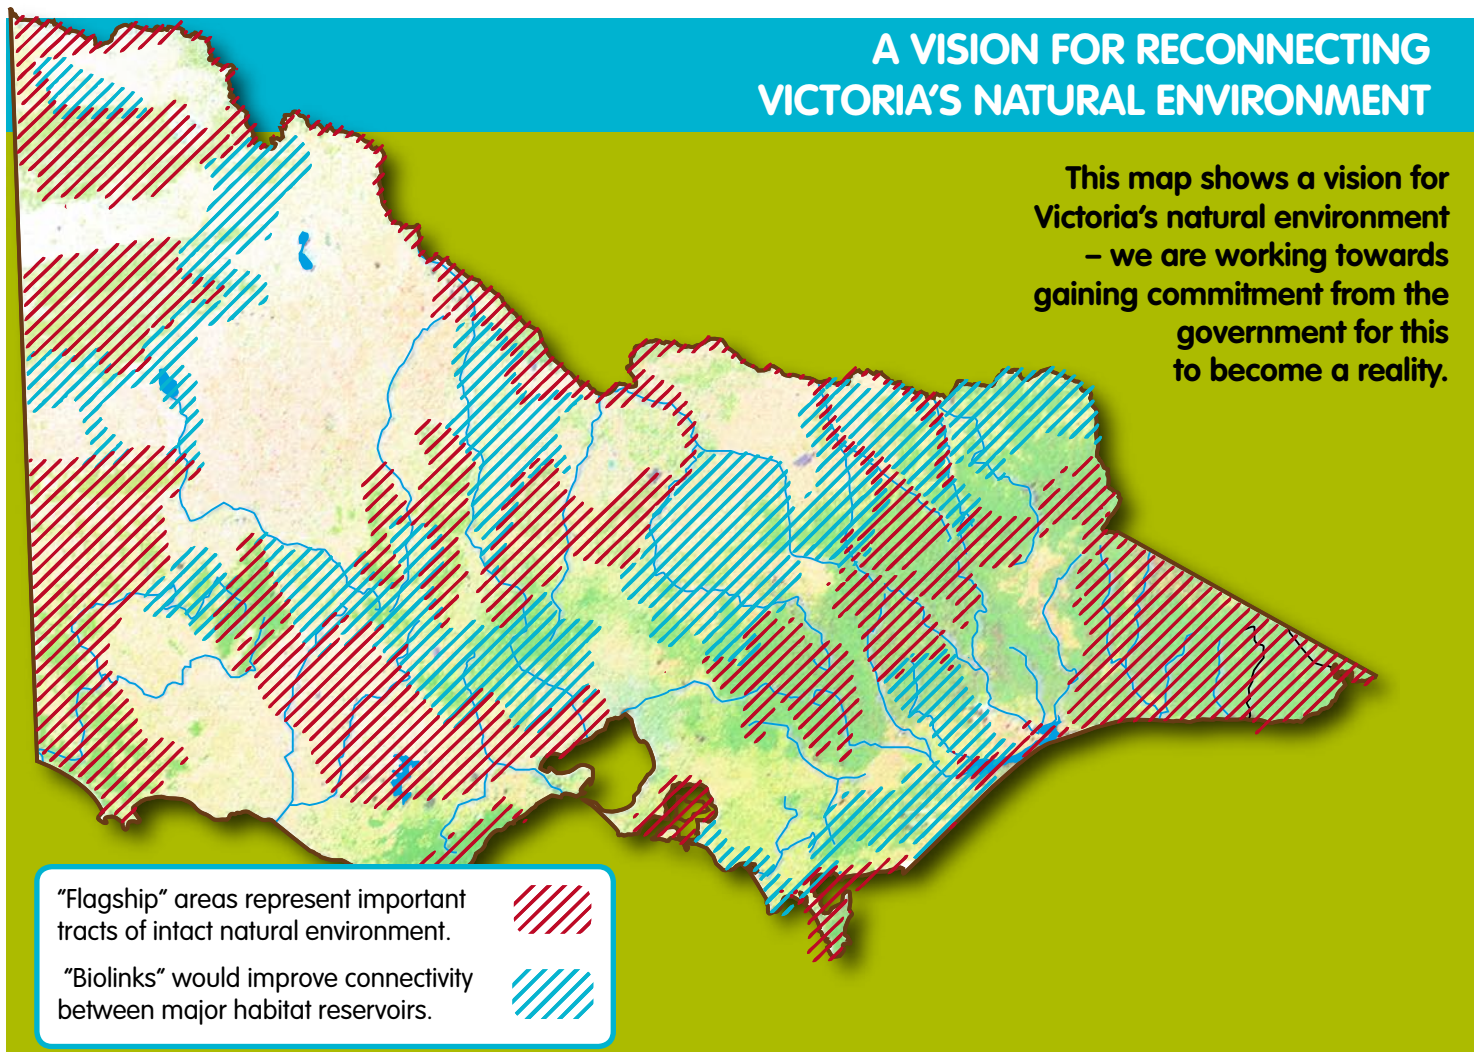 A VISION FOR RECONNECTING
VICTORIA'S NATURAL ENVIRONMENT
This map shows a vision for
Victoria's natural environment
– we are working towards
gaining commitment from the
government for this
to become a reality.
"Flagship" areas represent important
tracts of intact natural environment.
"Biolinks" would improve connectivity
between major habitat reservoirs.